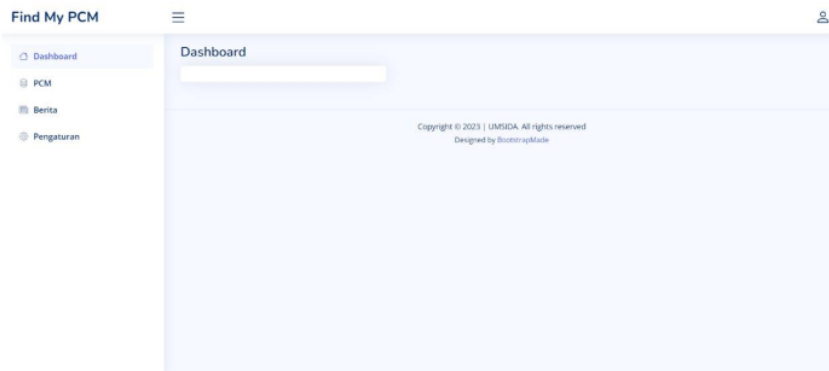 Find My PCM
Dashboard
PCM
Berita
Pengaturan
Dashboard
Copyright © 2023 | UMSIDA. All rights reserved
Designed by BootstrapMade